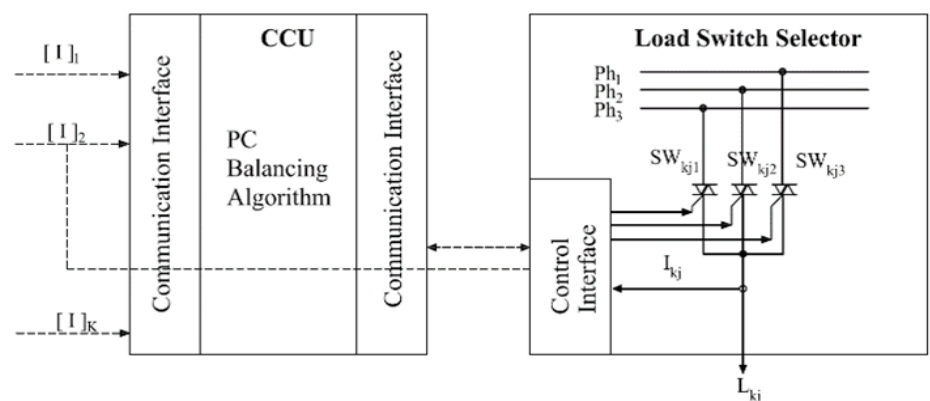 CCU
Load Switch Selector
[ I ]₁
Ph₁
Ph₂
Ph₃
Communication Interface
Communication Interface
[ I ]₂
PC
Balancing
Algorithm
SWkj1
SWkj2
SWkj3
Control
Interface
Ikj
[ I ]K
Lkj